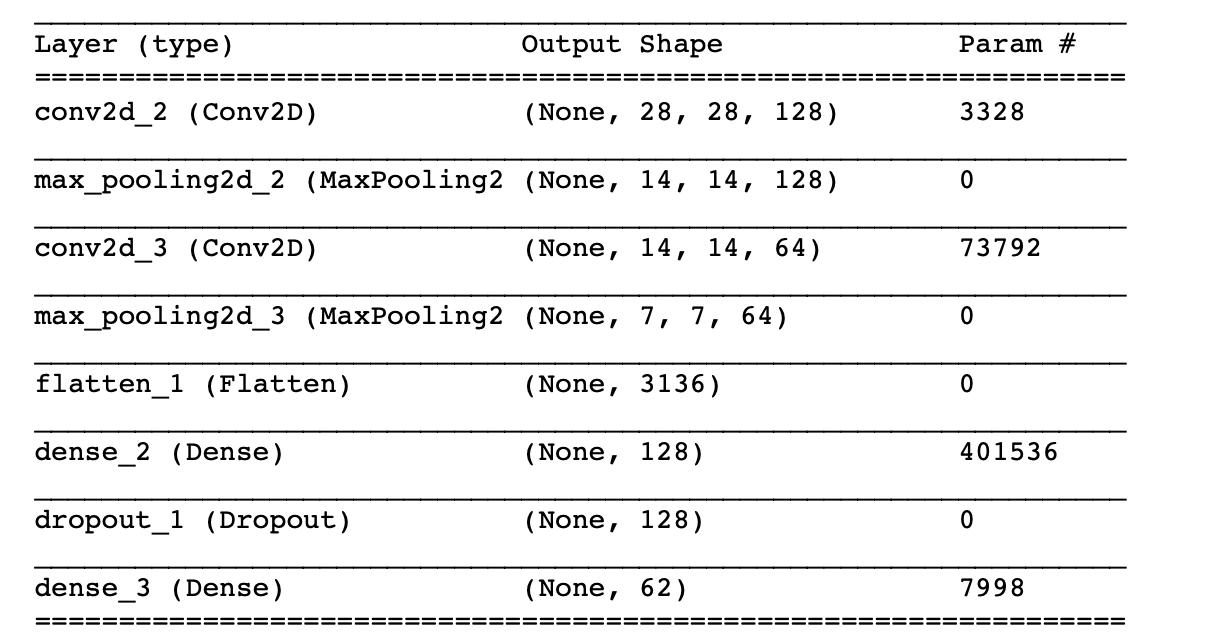 Layer (type) Output Shape Param #
=================================================================
conv2d_2 (Conv2D) (None, 28, 28, 128) 3328
max_pooling2d_2 (MaxPooling2 (None, 14, 14, 128) 0
conv2d_3 (Conv2D) (None, 14, 14, 64) 73792
max_pooling2d_3 (MaxPooling2 (None, 7, 7, 64) 0
flatten_1 (Flatten) (None, 3136) 0
dense_2 (Dense) (None, 128) 401536
dropout_1 (Dropout) (None, 128) 0
dense_3 (Dense) (None, 62) 7998
=================================================================